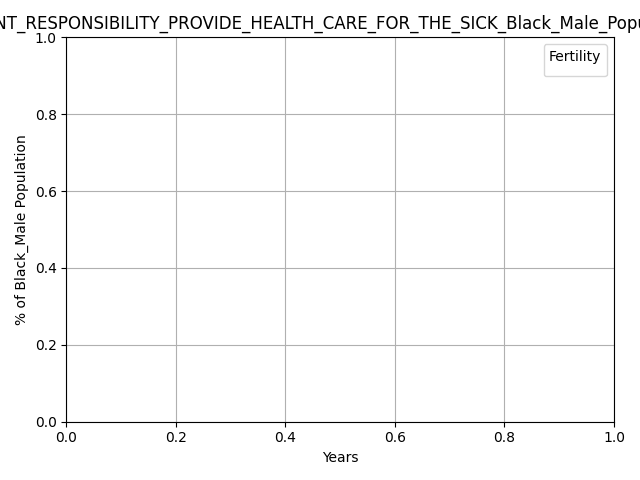 NT_RESPONSIBILITY_PROVIDE_HEALTH_CARE_FOR_THE_SICK_Black_Male_Popu
Fertility
1.0
0.8
0.6
0.4
0.2
0.0
% of Black_Male Population
0.0 0.2 0.4 0.6 0.8 1.0
Years